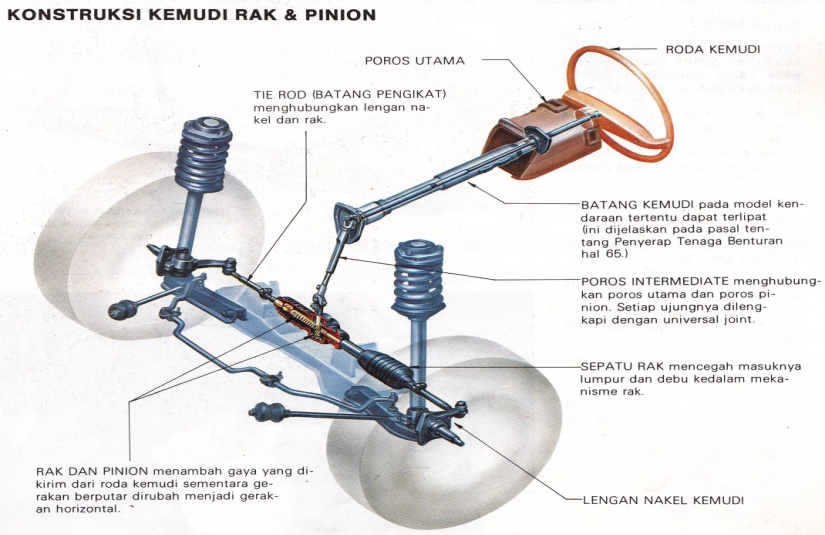 KONSTRUKSI KEMUDI RAK & PINION
RODA KEMUDI
POROS UTAMA
TIE ROD (BATANG PENGIKAT)
menghubungkan lengan na-
kel dan rak.
BATANG KEMUDI pada model ken-
daraan tertentu dapat terlipat
(ini dijelaskan pada pasal ten-
tang Penyerap Tenaga Benturan
hal 65.)
POROS INTERMEDIATE menghubung-
kan poros utama dan poros pi-
nion. Setiap ujungnya dileng-
kapi dengan universal joint.
SEPATU RAK mencegah masuknya
lumpur dan debu kedalam meka-
nisme rak.
RAK DAN PINION menambah gaya yang di-
kirim dari roda kemudi sementara ge-
rakan berputar dirubah menjadi gerak-
an horizontal.
LENGAN NAKEL KEMUDI